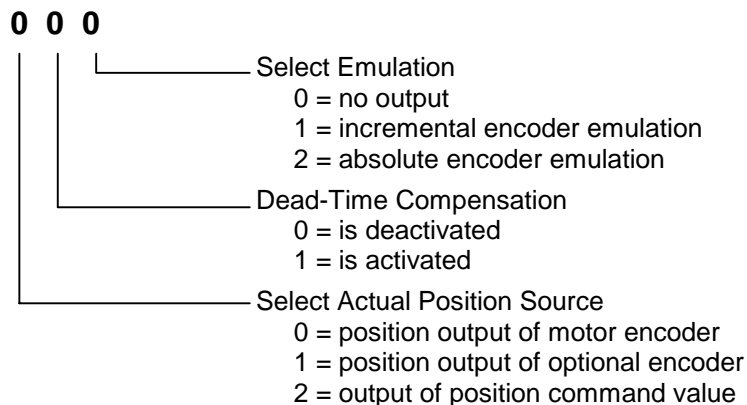 0 0 0
Select Emulation
0 = no output
1 = incremental encoder emulation
2 = absolute encoder emulation
Dead-Time Compensation
0 = is deactivated
1 = is activated
Select Actual Position Source
0 = position output of motor encoder
1 = position output of optional encoder
2 = output of position command value